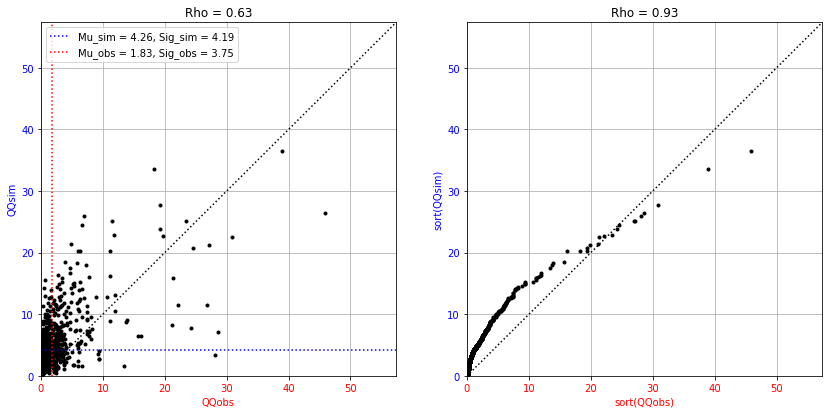 Rho = 0.63
Mu_sim = 4.26, Sig_sim = 4.19
Mu_obs = 1.83, Sig_obs = 3.75
50
40
30
20
10
0
QQsim
0 10 20 30 40 50
QQobs
Rho = 0.93
50
40
30
20
10
0
sort(QQsim)
0 10 20 30 40 50
sort(QQobs)